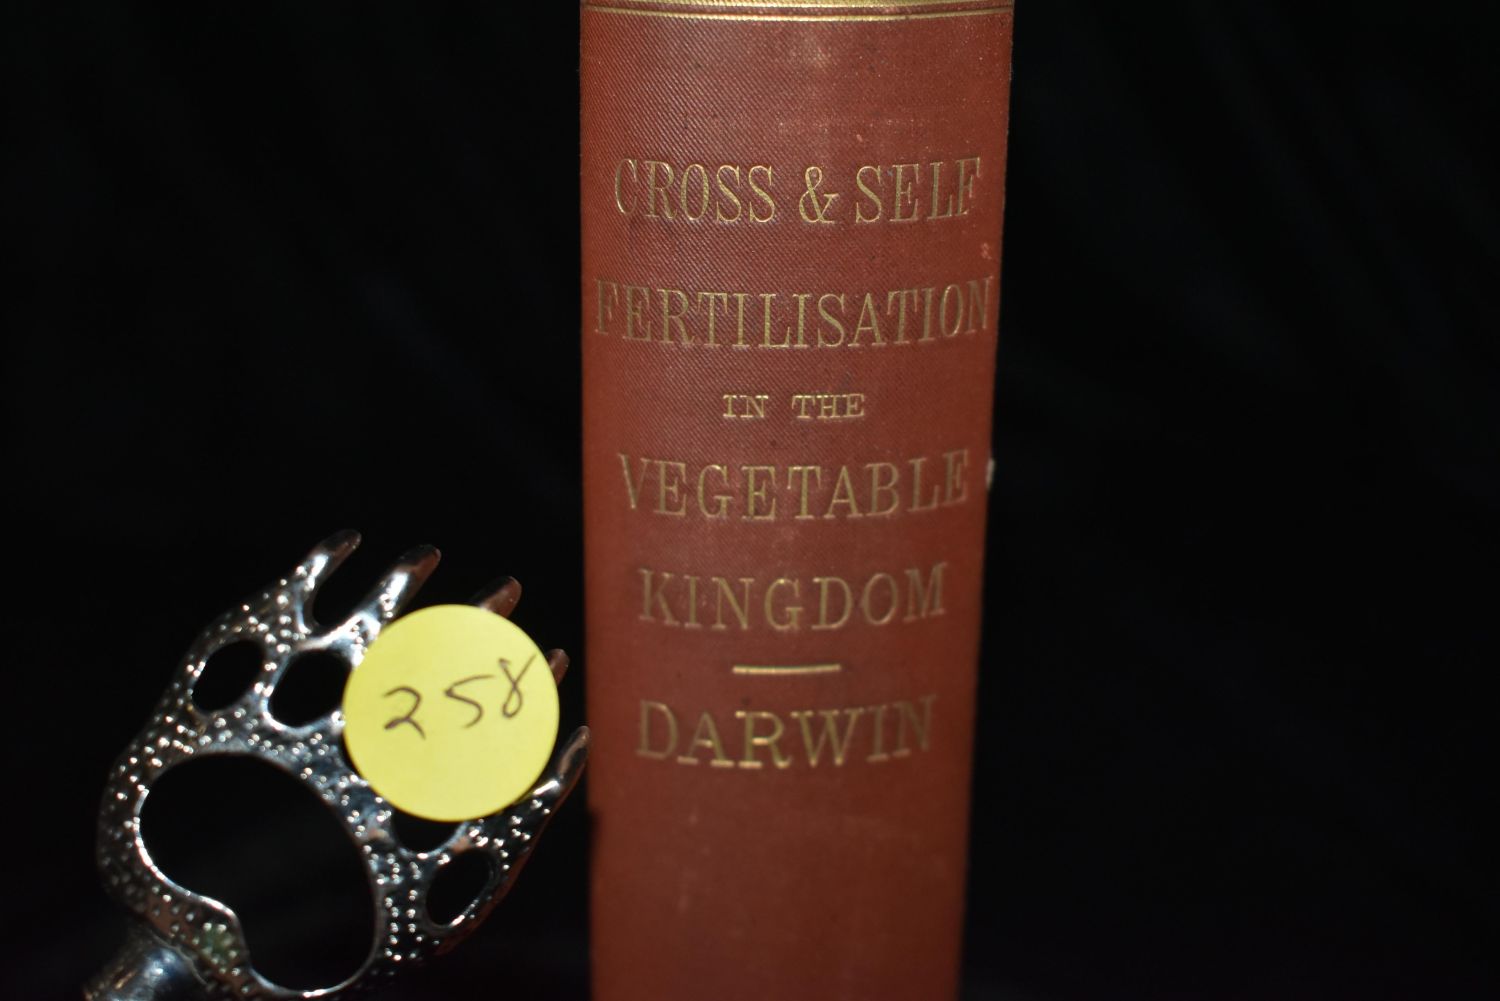 CROSS & SELF
FERTILISATION
IN THE
VEGETABLE
KINGDOM
DARWIN
258